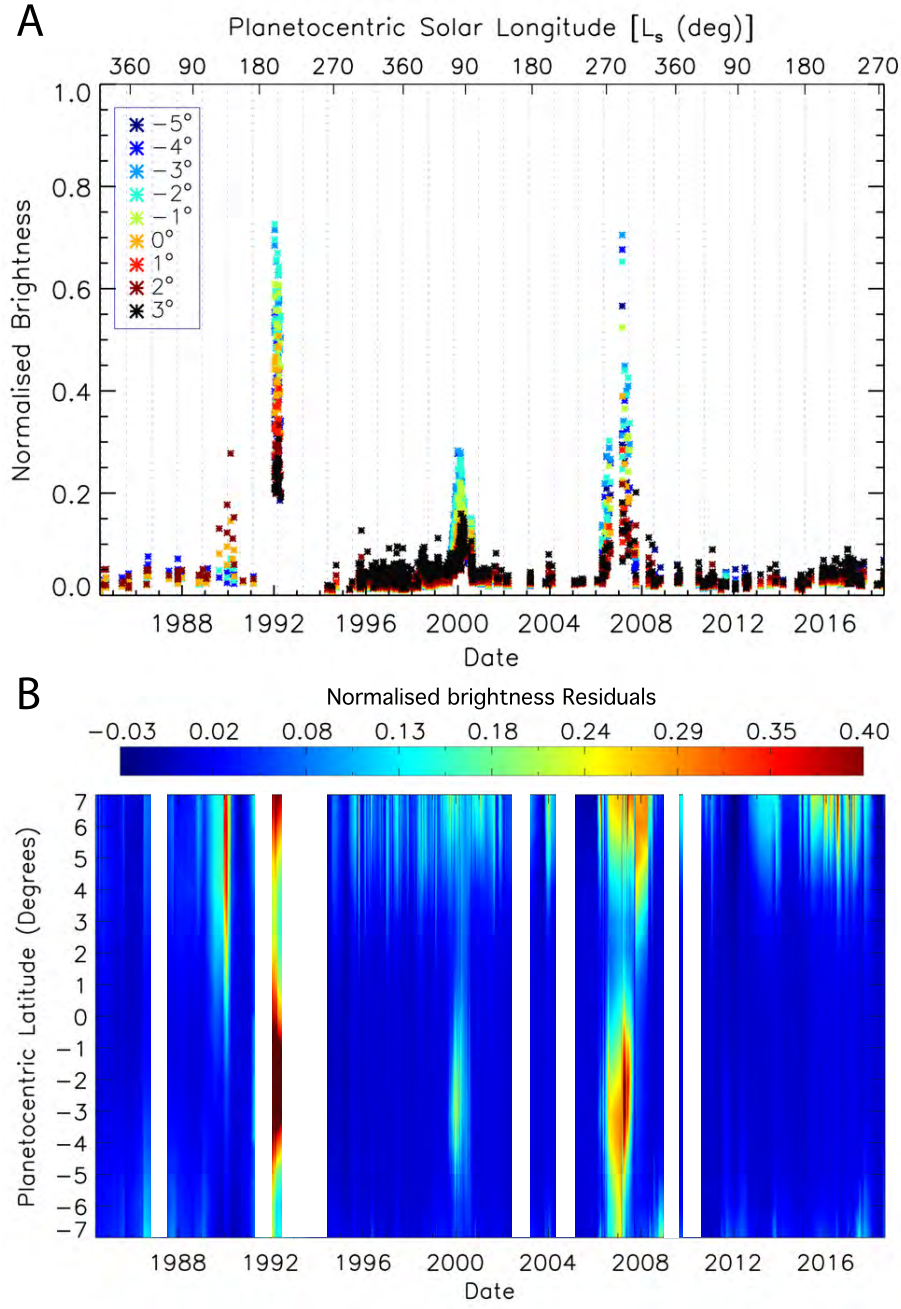 A
Planetocentric Solar Longitude [Ls (deg)]
360 90 180 270 360 90 180 270 360 90 180 270
1.0
0.8
0.6
0.4
0.2
0.0
Normalised Brightness
−5°
−4°
−3°
−2°
−1°
0°
1°
2°
3°
1988 1992 1996 2000 2004 2008 2012 2016
Date
B
Normalised brightness Residuals
−0.03 0.02 0.08 0.13 0.18 0.24 0.29 0.35 0.40
Planetocentric Latitude (Degrees)
7
6
5
4
3
2
1
0
−1
−2
−3
−4
−5
−6
−7
1988 1992 1996 2000 2004 2008 2012 2016
Date